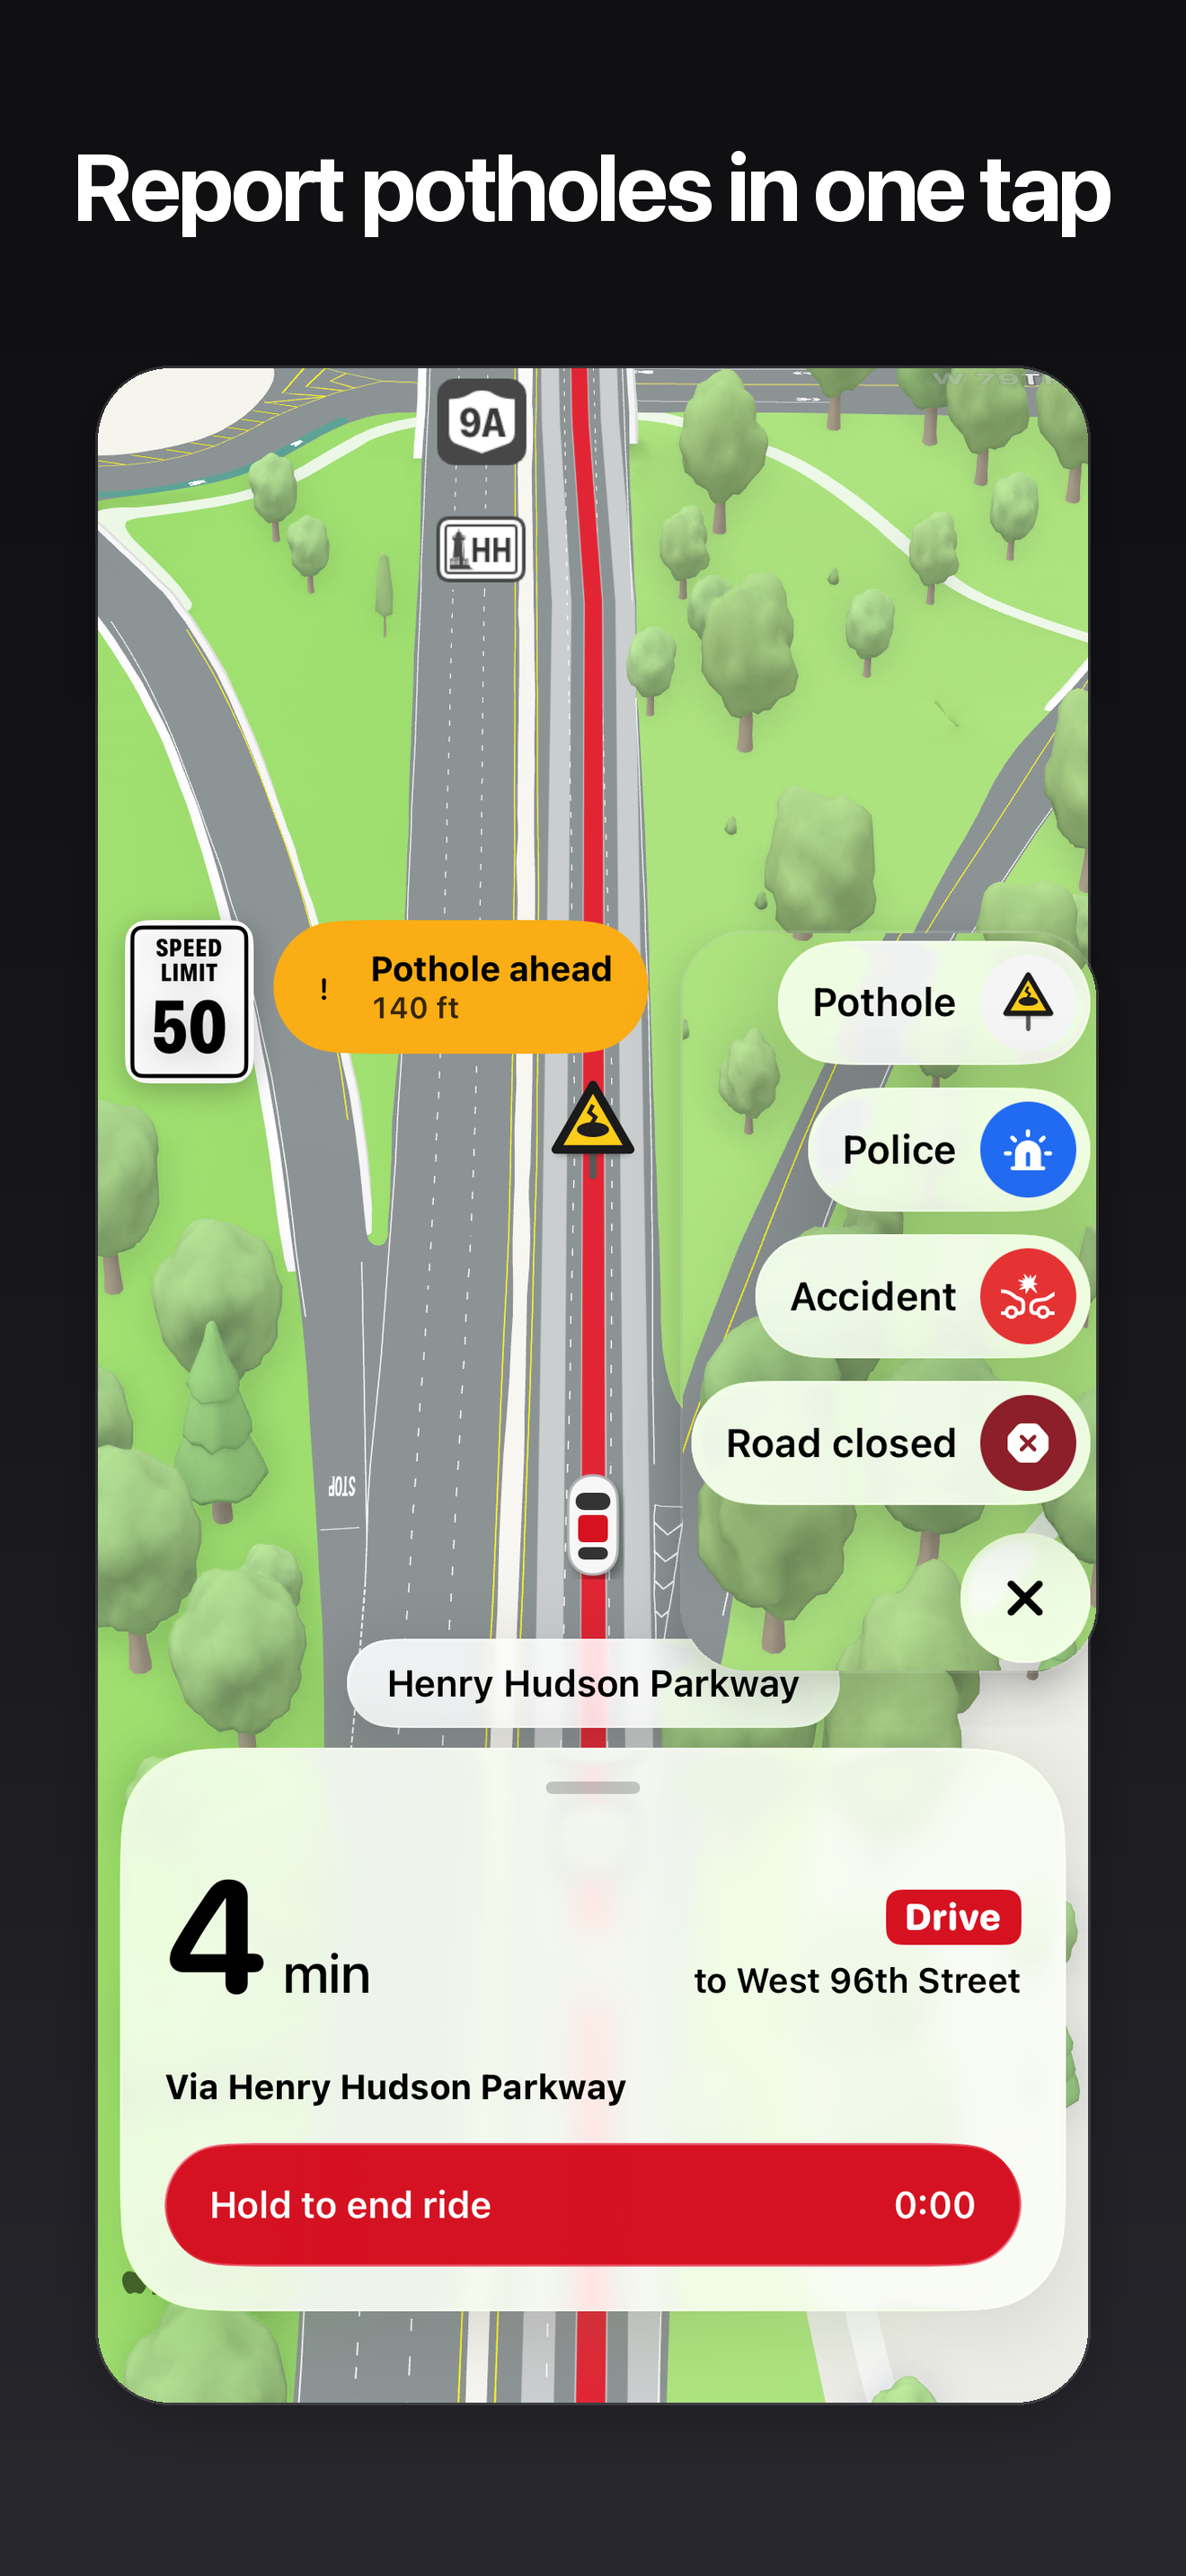 Report potholes in one tap
9A
HH
SPEED
LIMIT
50
Pothole ahead
140 ft
!
Pothole
Police
Accident
Road closed
STOP
Henry Hudson Parkway
4 min
Drive
to West 96th Street
Via Henry Hudson Parkway
Hold to end ride
0:00